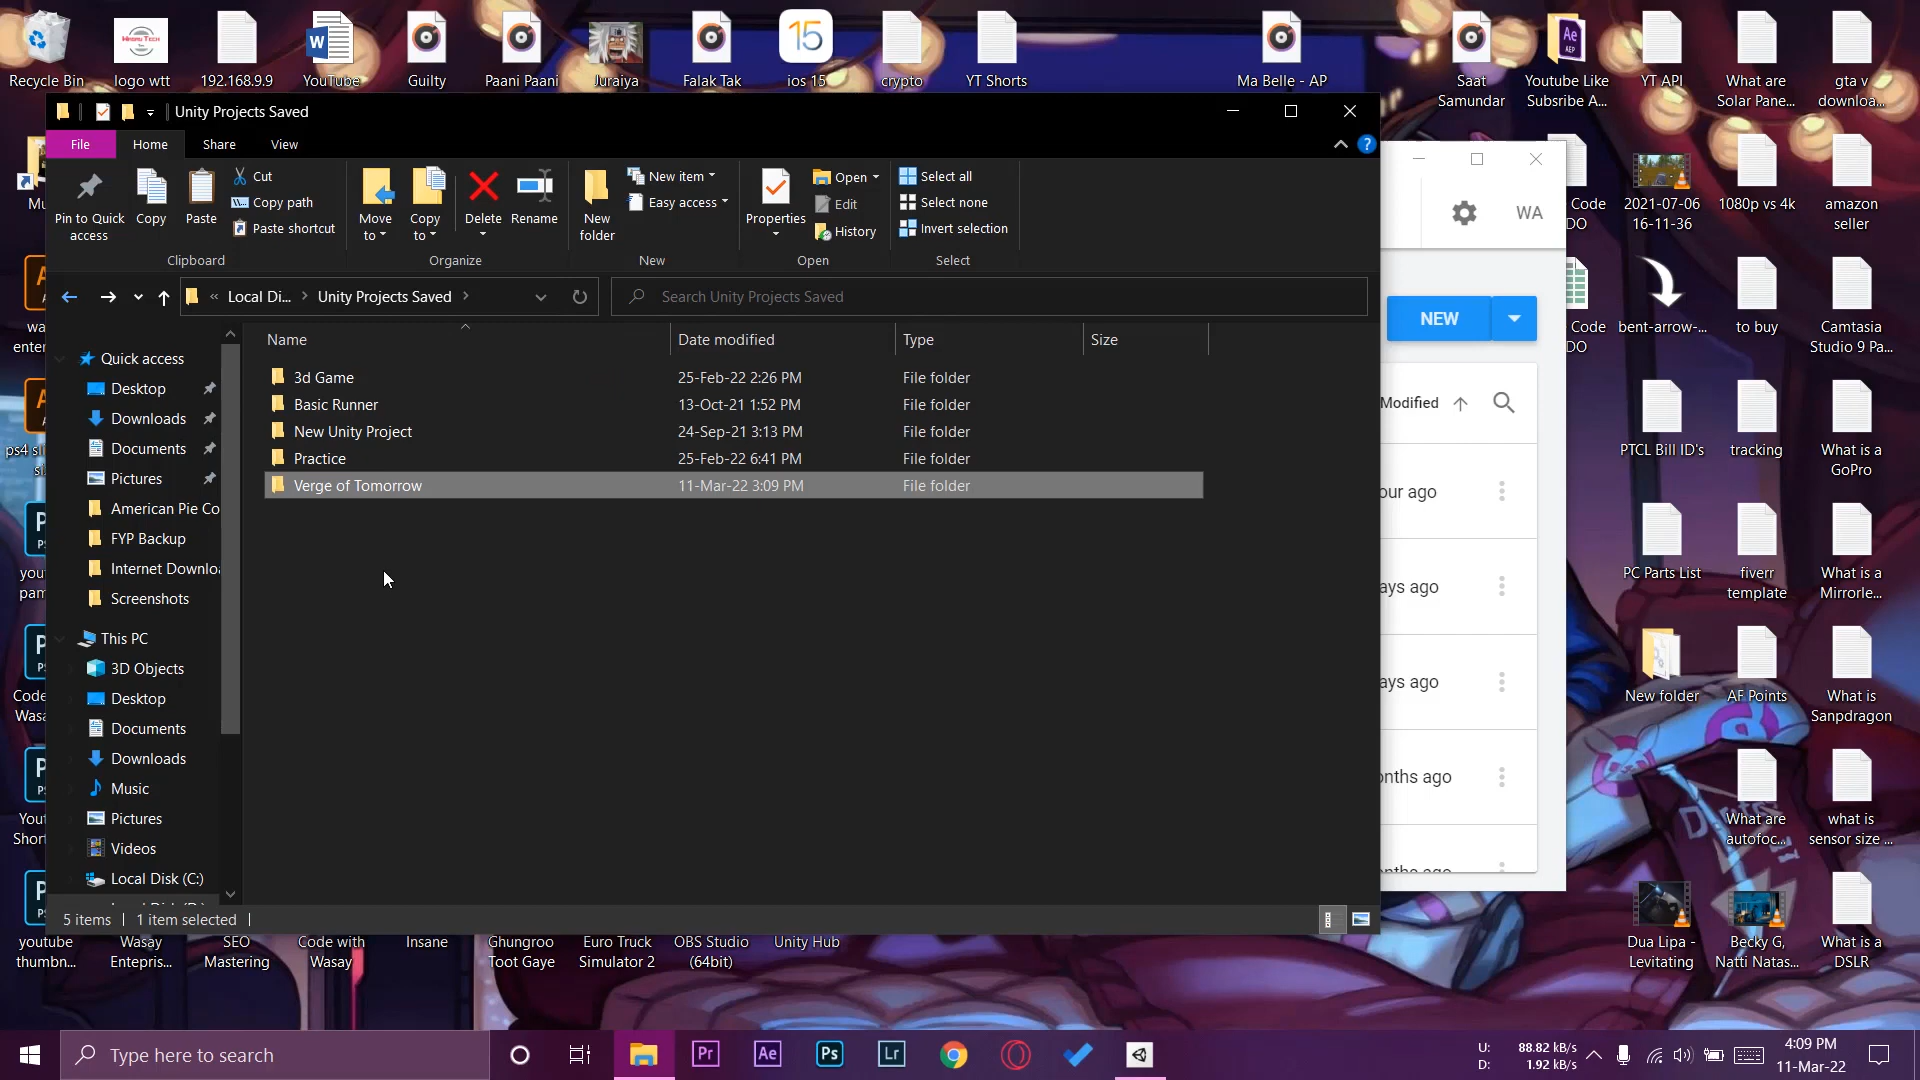 Recycle Bin
logo wtt
192.168.9.9
YouTube
Guilty
Paani Paani
Juraiya
Falak Tak
15
ios 15
crypto
YT Shorts
Ma Belle - AP
Saat
Samundar
Youtube Like
Subsribe A...
YT API
What are
Solar Pane...
gta v
downloa...
Unity Projects Saved
File
Home
Share
View
Pin to Quick
access
Copy
Paste
Cut
Copy path
Paste shortcut
Clipboard
Move
to
Copy
to
Delete
Rename
Organize
New
folder
New item
Easy access
New
Properties
Open
Edit
History
Open
Select all
Select none
Invert selection
Select
« Local Di... > Unity Projects Saved >
Search Unity Projects Saved
WA
NEW
Modified
our ago
ays ago
ays ago
onths ago
Quick access
Desktop
Downloads
Documents
Pictures
American Pie Co
FYP Backup
Internet Downlo
Screenshots
This PC
3D Objects
Desktop
Documents
Downloads
Music
Pictures
Videos
Local Disk (C:)
Name Date modified Type Size
3d Game 25-Feb-22 2:26 PM File folder
Basic Runner 13-Oct-21 1:52 PM File folder
New Unity Project 24-Sep-21 3:13 PM File folder
Practice 25-Feb-22 6:41 PM File folder
Verge of Tomorrow 11-Mar-22 3:09 PM File folder
5 items
1 item selected
Code
DO
2021-07-06
16-11-36
1080p vs 4k
amazon
seller
Code
DO
bent-arrow-...
to buy
Camtasia
Studio 9 Pa...
PTCL Bill ID's
tracking
What is a
GoPro
PC Parts List
fiverr
template
What is a
Mirrorle...
New folder
AF Points
What is
Sanpdragon
What are
autofoc...
what is
sensor size ...
Dua Lipa -
Levitating
Becky G,
Natti Natas...
What is a
DSLR
youtube
thumbn...
Wasay
Entepris...
SEO
Mastering
Code with
Wasay
Insane
Ghungroo
Toot Gaye
Euro Truck
Simulator 2
OBS Studio
(64bit)
Unity Hub
Type here to search
Pr
Ae
Ps
Lr
U: 88.82 kB/s
D: 1.92 kB/s
4:09 PM
11-Mar-22